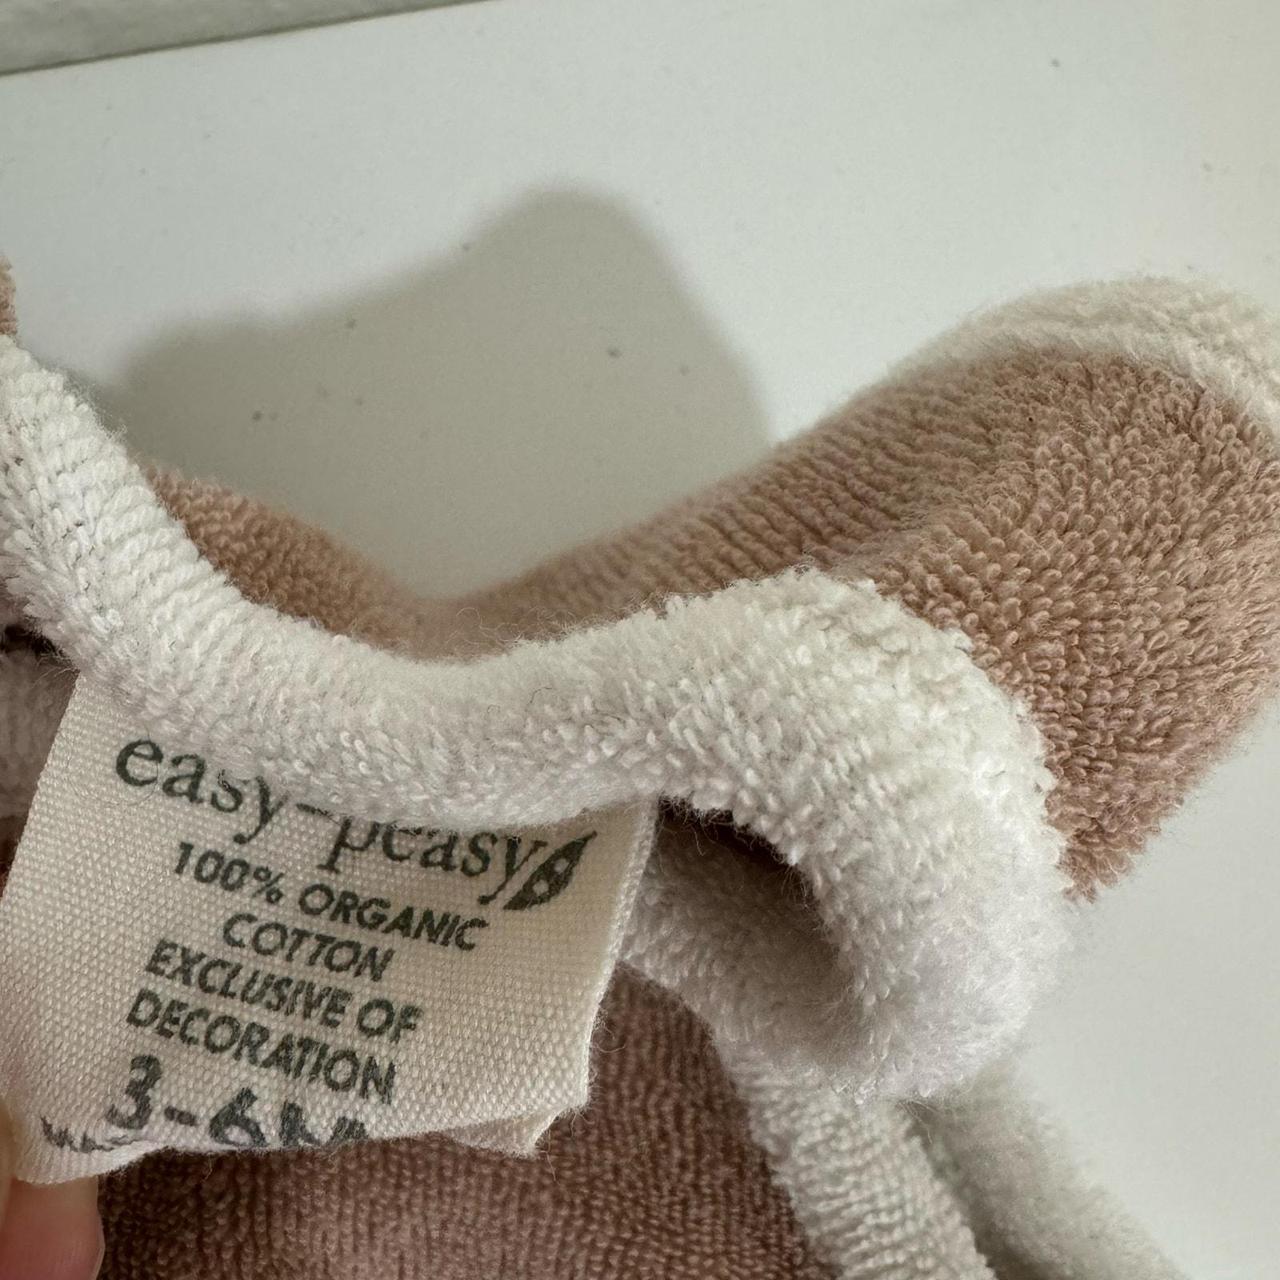 easy-peasy
100% ORGANIC
COTTON
EXCLUSIVE OF
DECORATION
3-6M